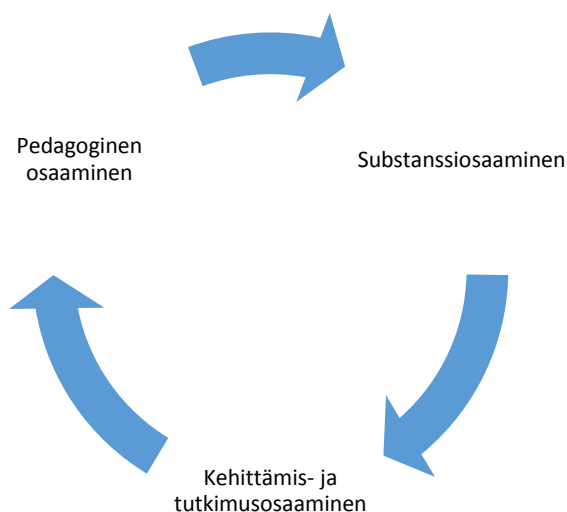 Pedagoginen
osaaminen
Substanssiosaaminen
Kehittämis- ja
tutkimusosaaminen